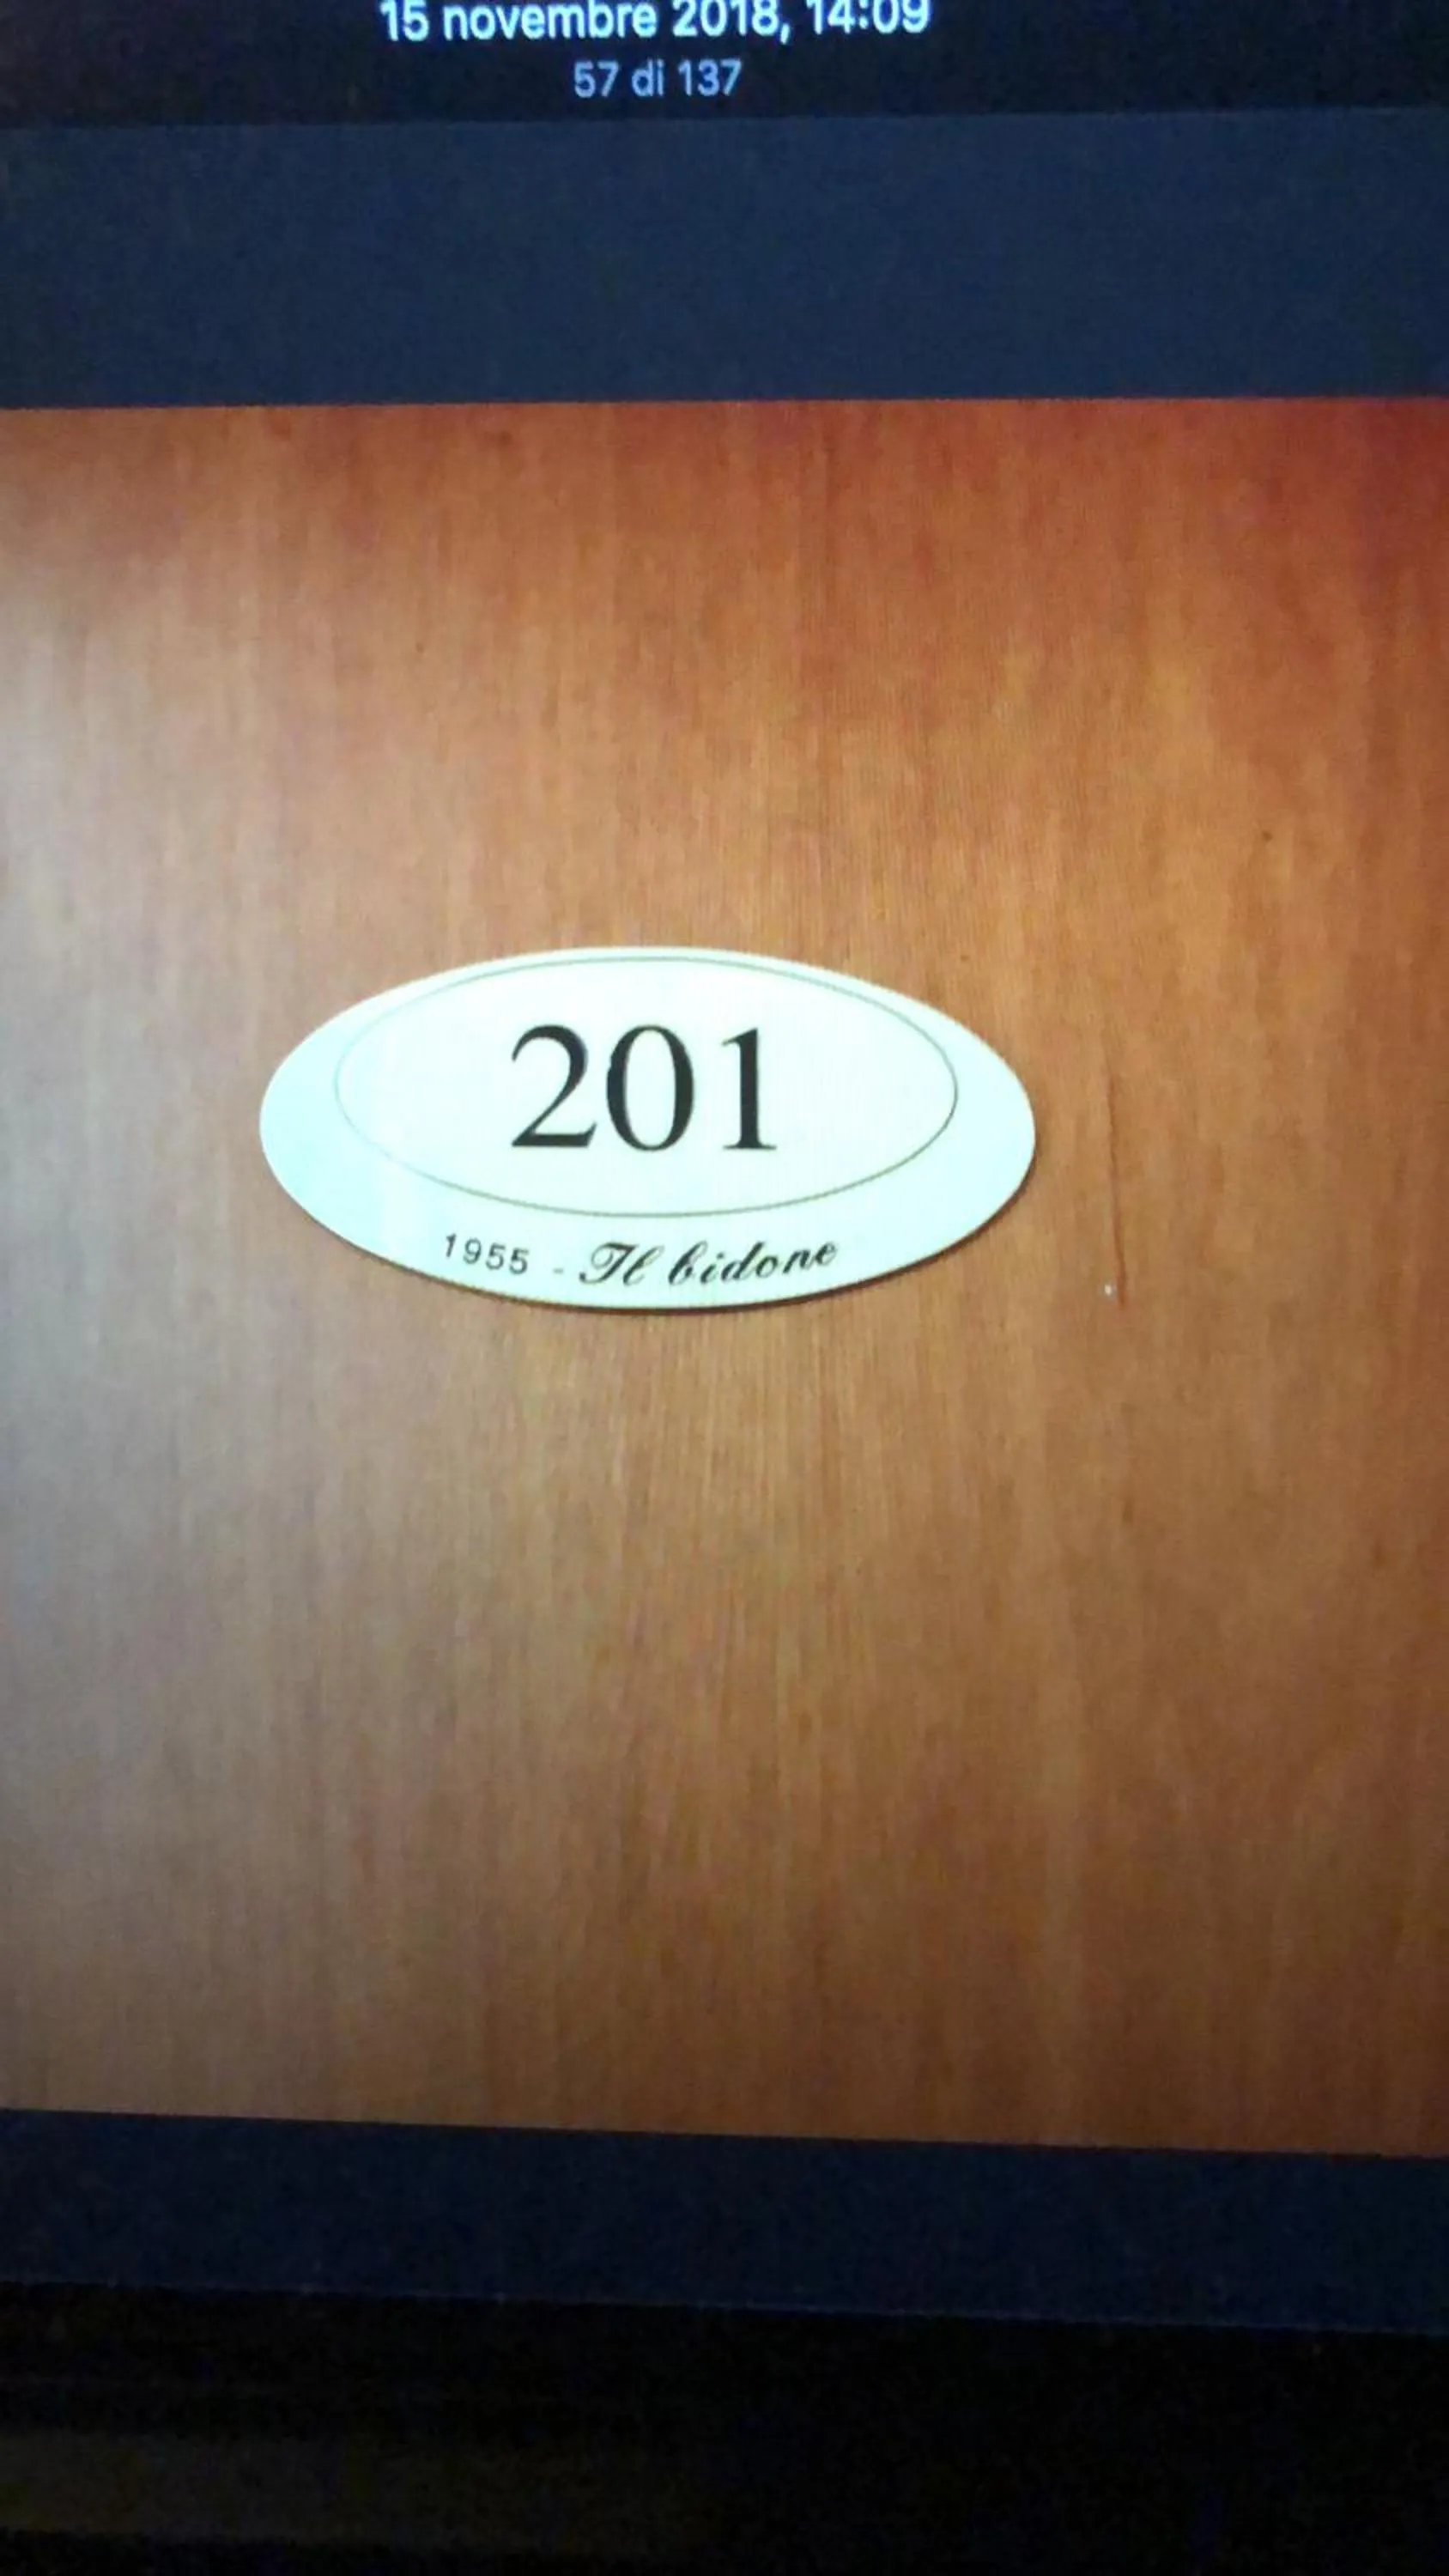 15 novembre 2018, 14:09
57 di 137
201
1955 - Il bidone